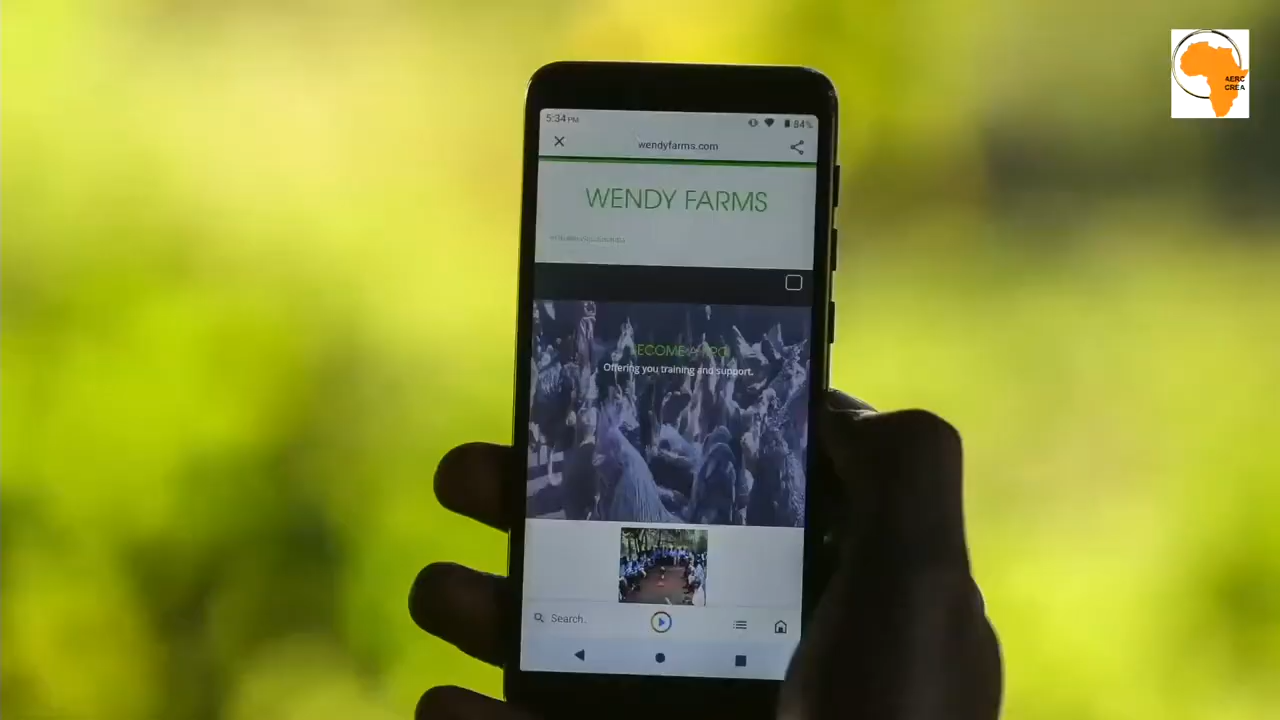 AERC
CREA
5:34 PM
84%
wendyfarms.com
WENDY FARMS
Offering you training and support.
Search.